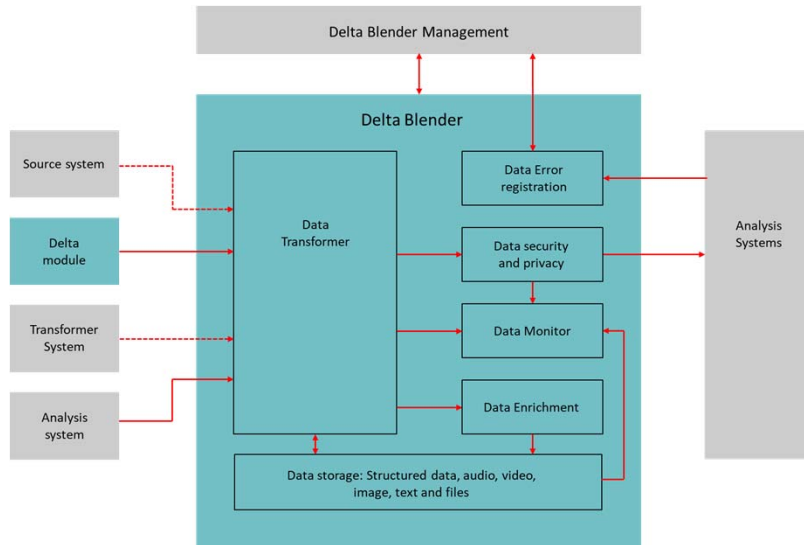 Delta Blender Management
Delta Blender
Source system
Delta
module
Transformer
System
Analysis
system
Data
Transformer
Data Error
registration
Data security
and privacy
Data Monitor
Data Enrichment
Data storage: Structured data, audio, video,
image, text and files
Analysis
Systems